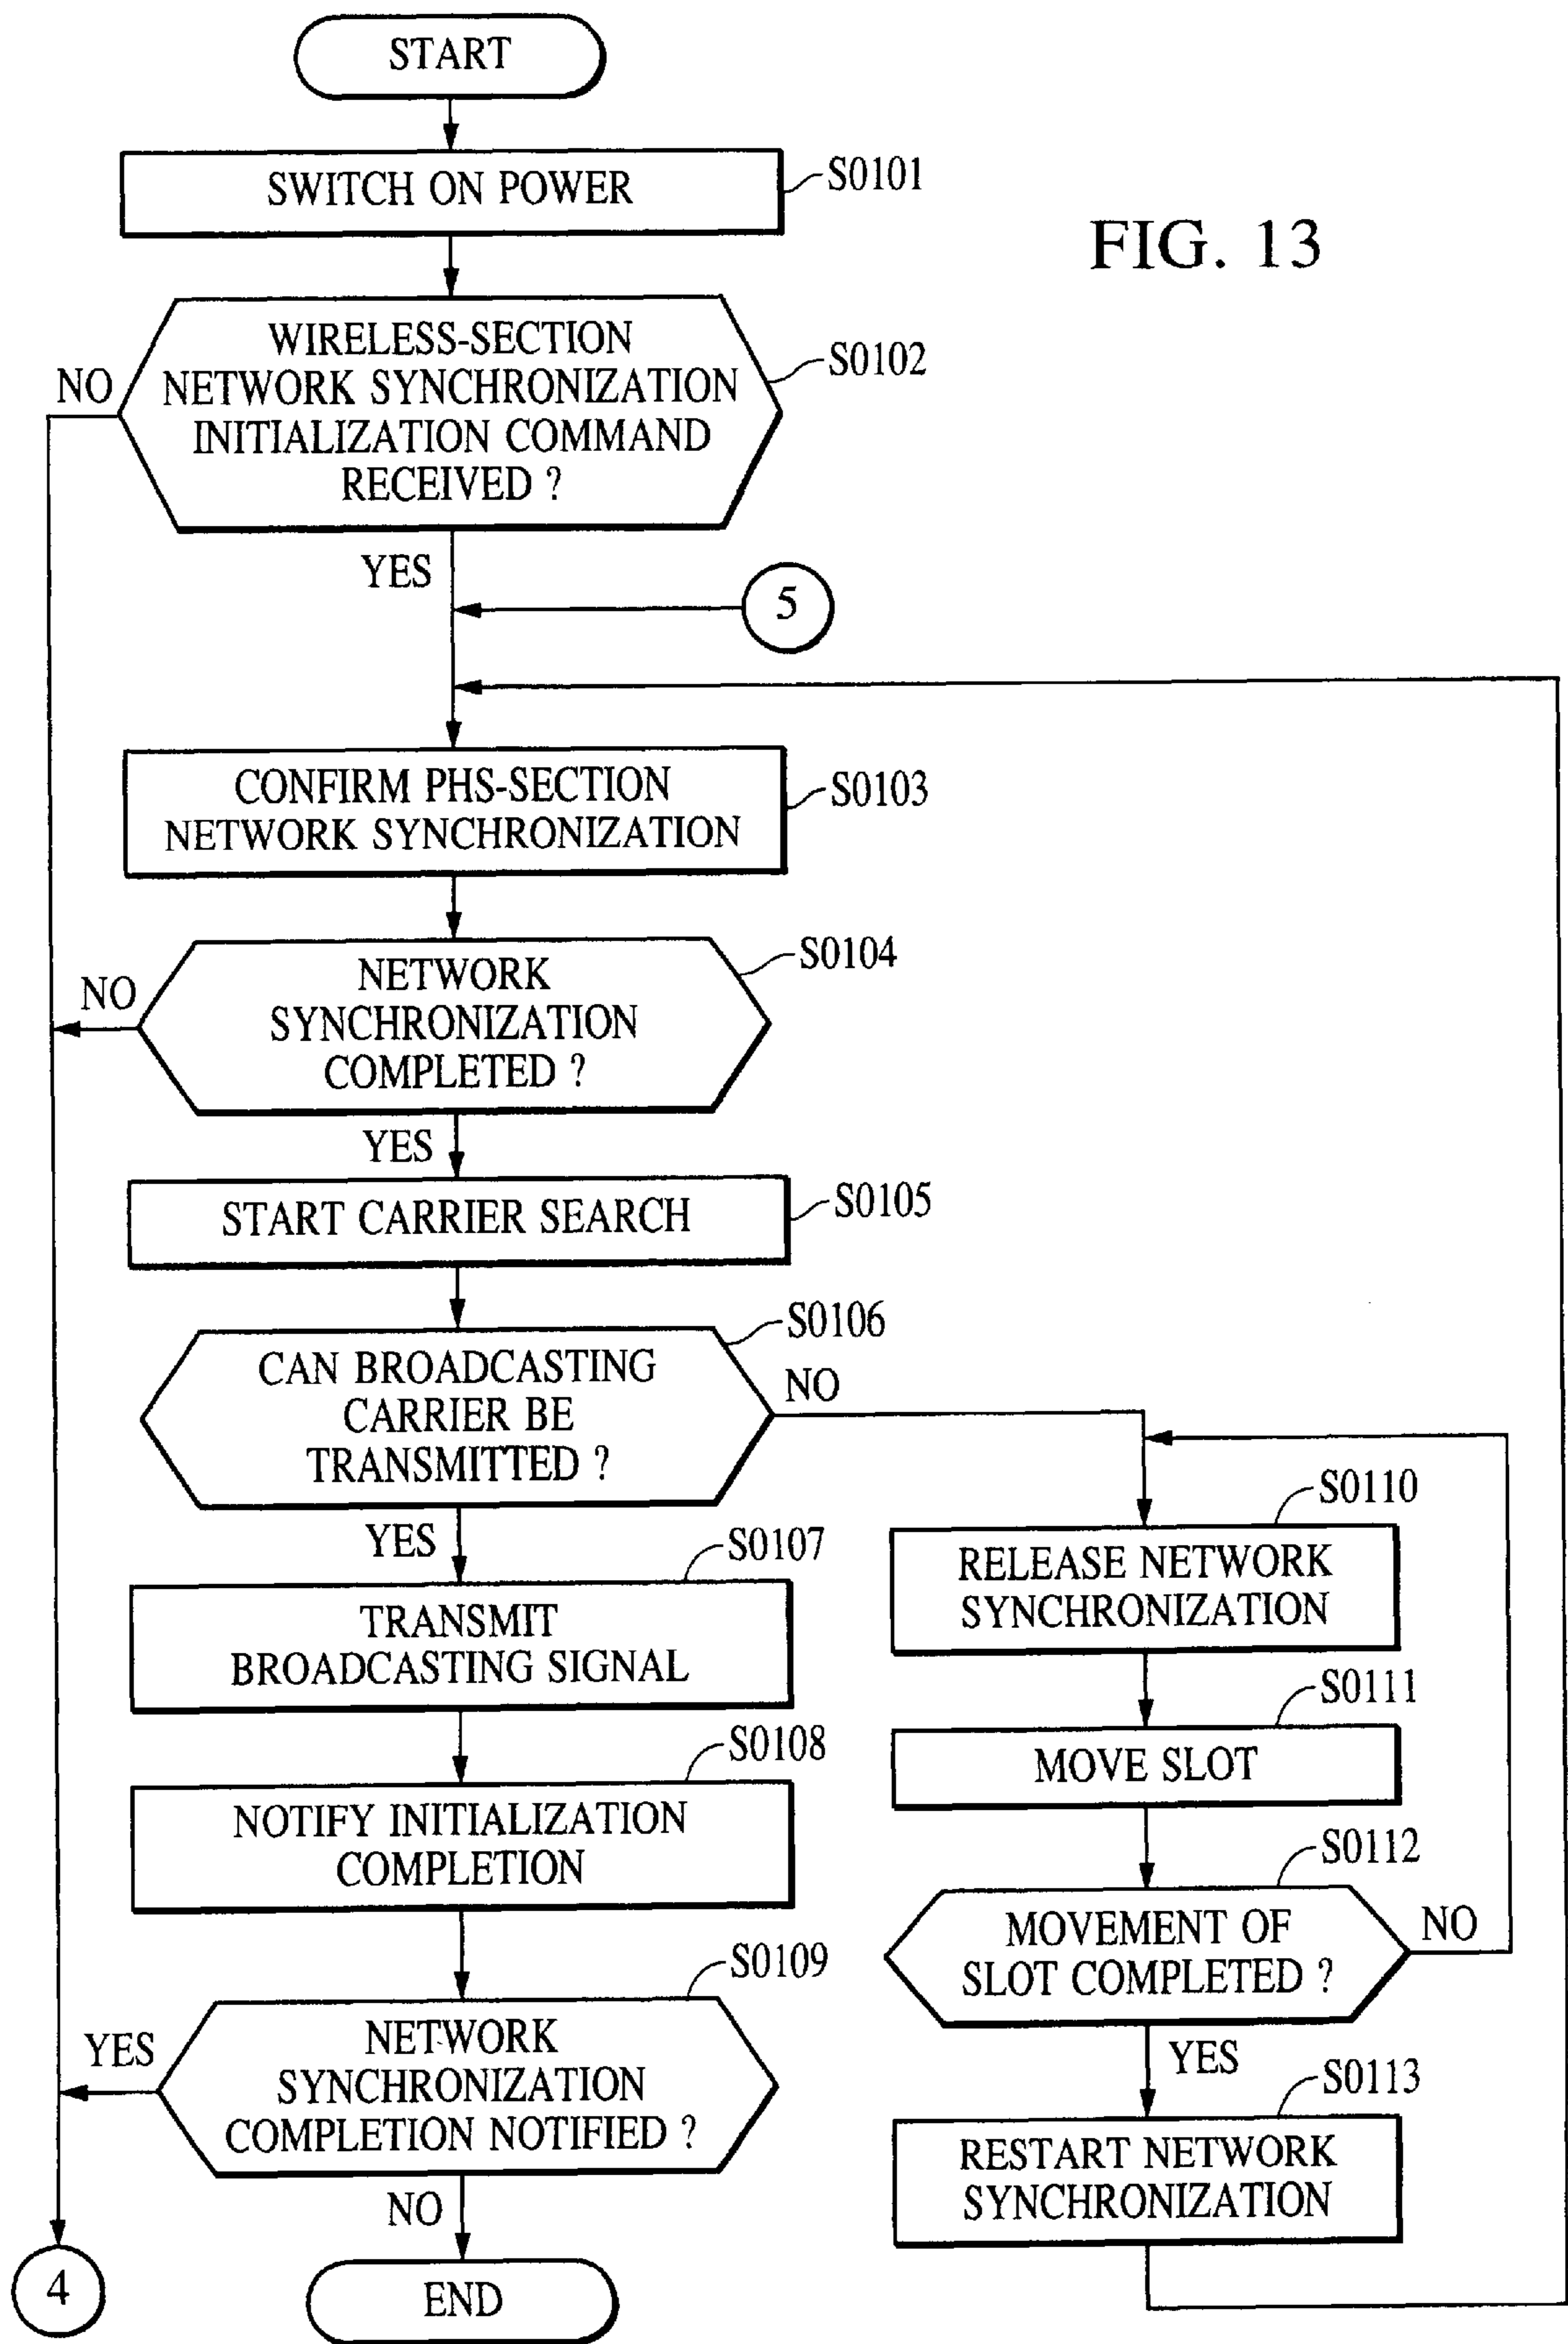 START
SWITCH ON POWER
S0101
FIG. 13
WIRELESS-SECTION
NETWORK SYNCHRONIZATION
INITIALIZATION COMMAND
RECEIVED ?
S0102
NO
YES
5
CONFIRM PHS-SECTION
NETWORK SYNCHRONIZATION
S0103
NETWORK
SYNCHRONIZATION
COMPLETED ?
S0104
NO
YES
START CARRIER SEARCH
S0105
CAN BROADCASTING
CARRIER BE
TRANSMITTED ?
S0106
NO
YES
TRANSMIT
BROADCASTING SIGNAL
S0107
NOTIFY INITIALIZATION
COMPLETION
S0108
NETWORK
SYNCHRONIZATION
COMPLETION NOTIFIED ?
S0109
YES
NO
4
END
RELEASE NETWORK
SYNCHRONIZATION
S0110
MOVE SLOT
S0111
MOVEMENT OF
SLOT COMPLETED ?
S0112
NO
YES
RESTART NETWORK
SYNCHRONIZATION
S0113